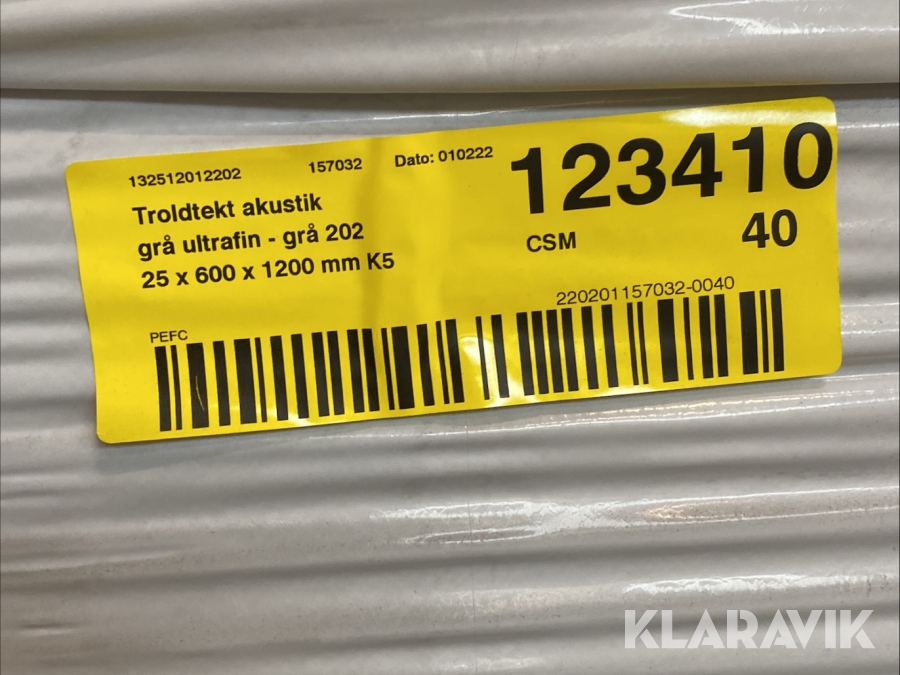 132512012202 157032 Dato: 010222
123410
Troldtekt akustik
grå ultrafin - grå 202
25 x 600 x 1200 mm K5
CSM 40
220201157032-0040
PEFC
KLARAVIK